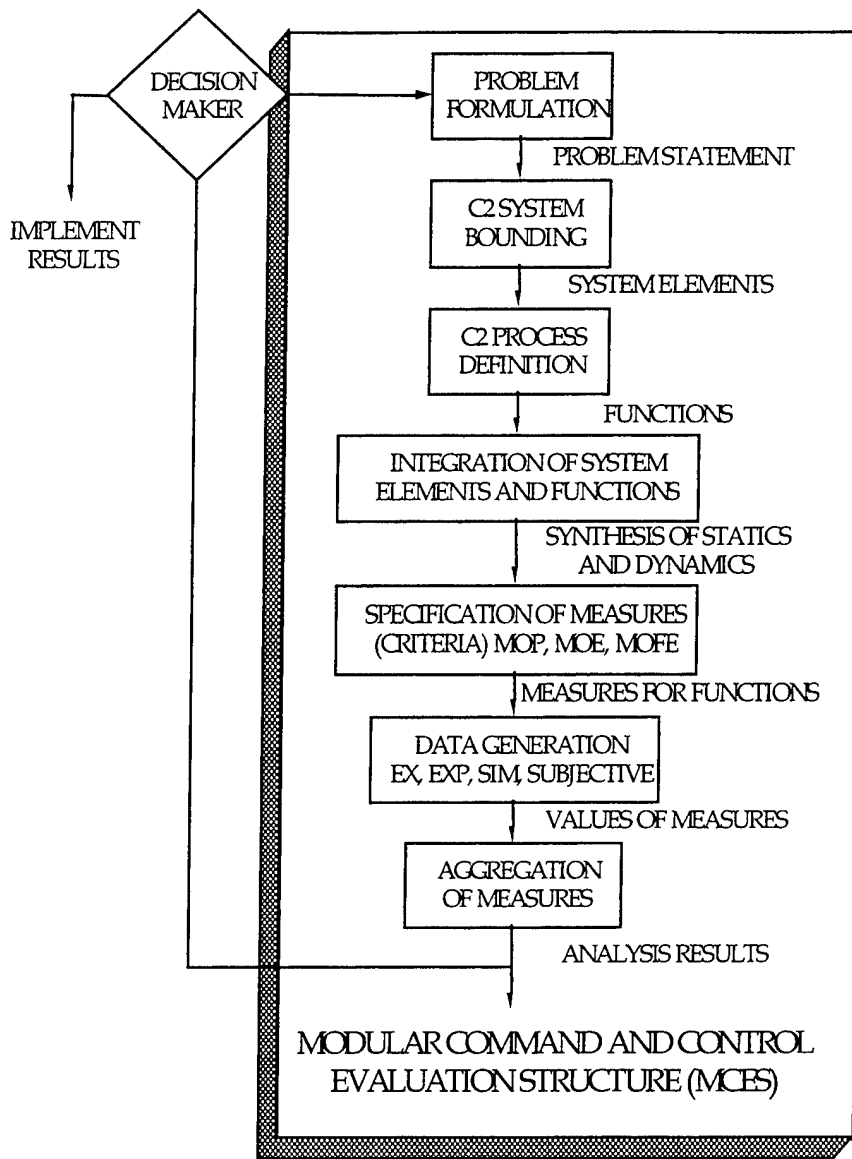 DECISION
MAKER
IMPLEMENT
RESULTS
PROBLEM
FORMULATION
PROBLEM STATEMENT
C2 SYSTEM
BOUNDING
SYSTEM ELEMENTS
C2 PROCESS
DEFINITION
FUNCTIONS
INTEGRATION OF SYSTEM
ELEMENTS AND FUNCTIONS
SYNTHESIS OF STATICS
AND DYNAMICS
SPECIFICATION OF MEASURES
(CRITERIA) MOP, MOE, MOFE
MEASURES FOR FUNCTIONS
DATA GENERATION
EX, EXP, SIM, SUBJECTIVE
VALUES OF MEASURES
AGGREGATION
OF MEASURES
ANALYSIS RESULTS
MODULAR COMMAND AND CONTROL
EVALUATION STRUCTURE (MCES)